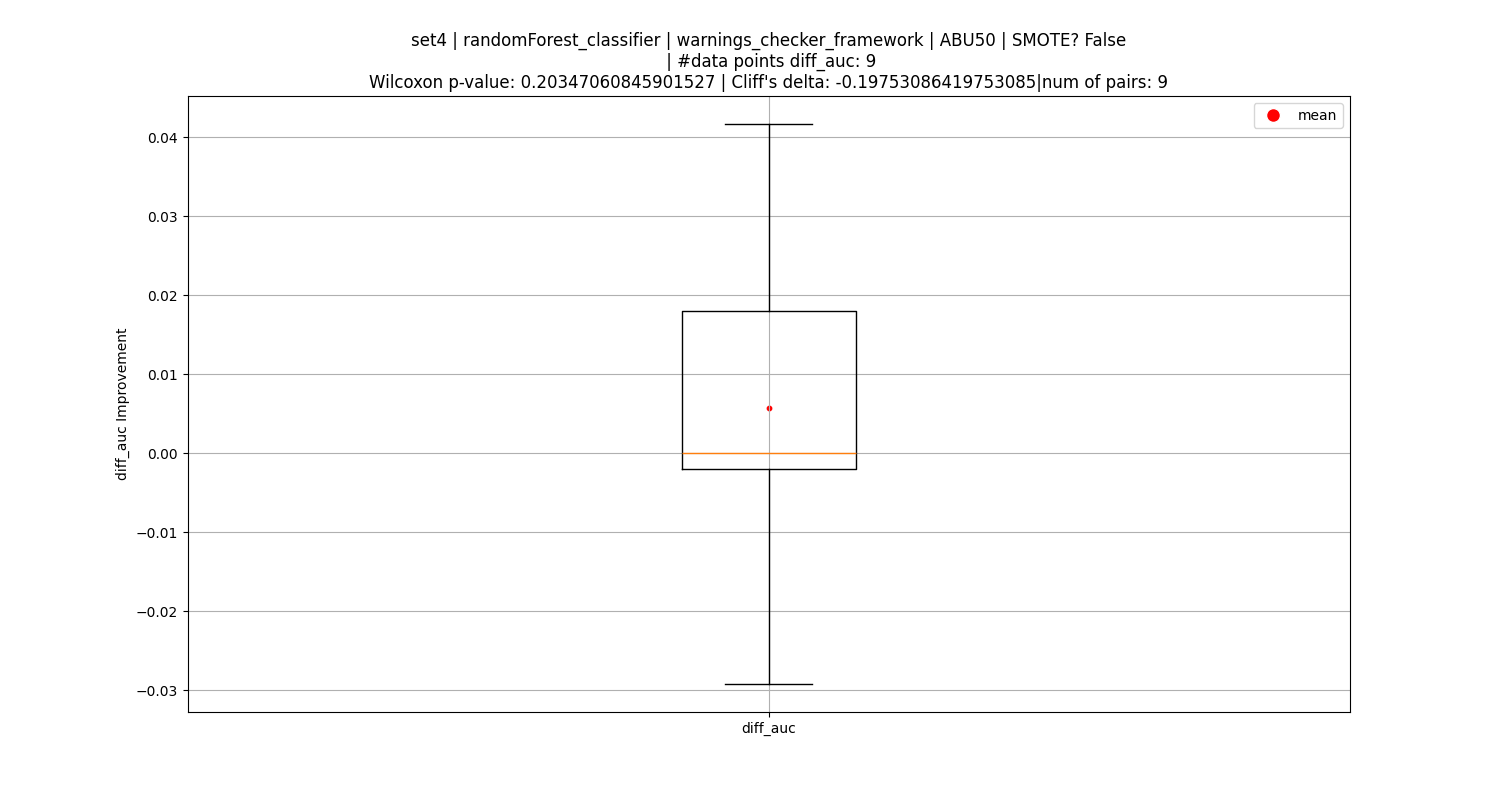 set4 | randomForest_classifier | warnings_checker_framework | ABU50 | SMOTE? False
| #data points diff_auc: 9
Wilcoxon p-value: 0.20347060845901527 | Cliff's delta: -0.19753086419753085|num of pairs: 9
mean
0.04
0.03
0.02
0.01
0.00
−0.01
−0.02
−0.03
diff_auc Improvement
diff_auc